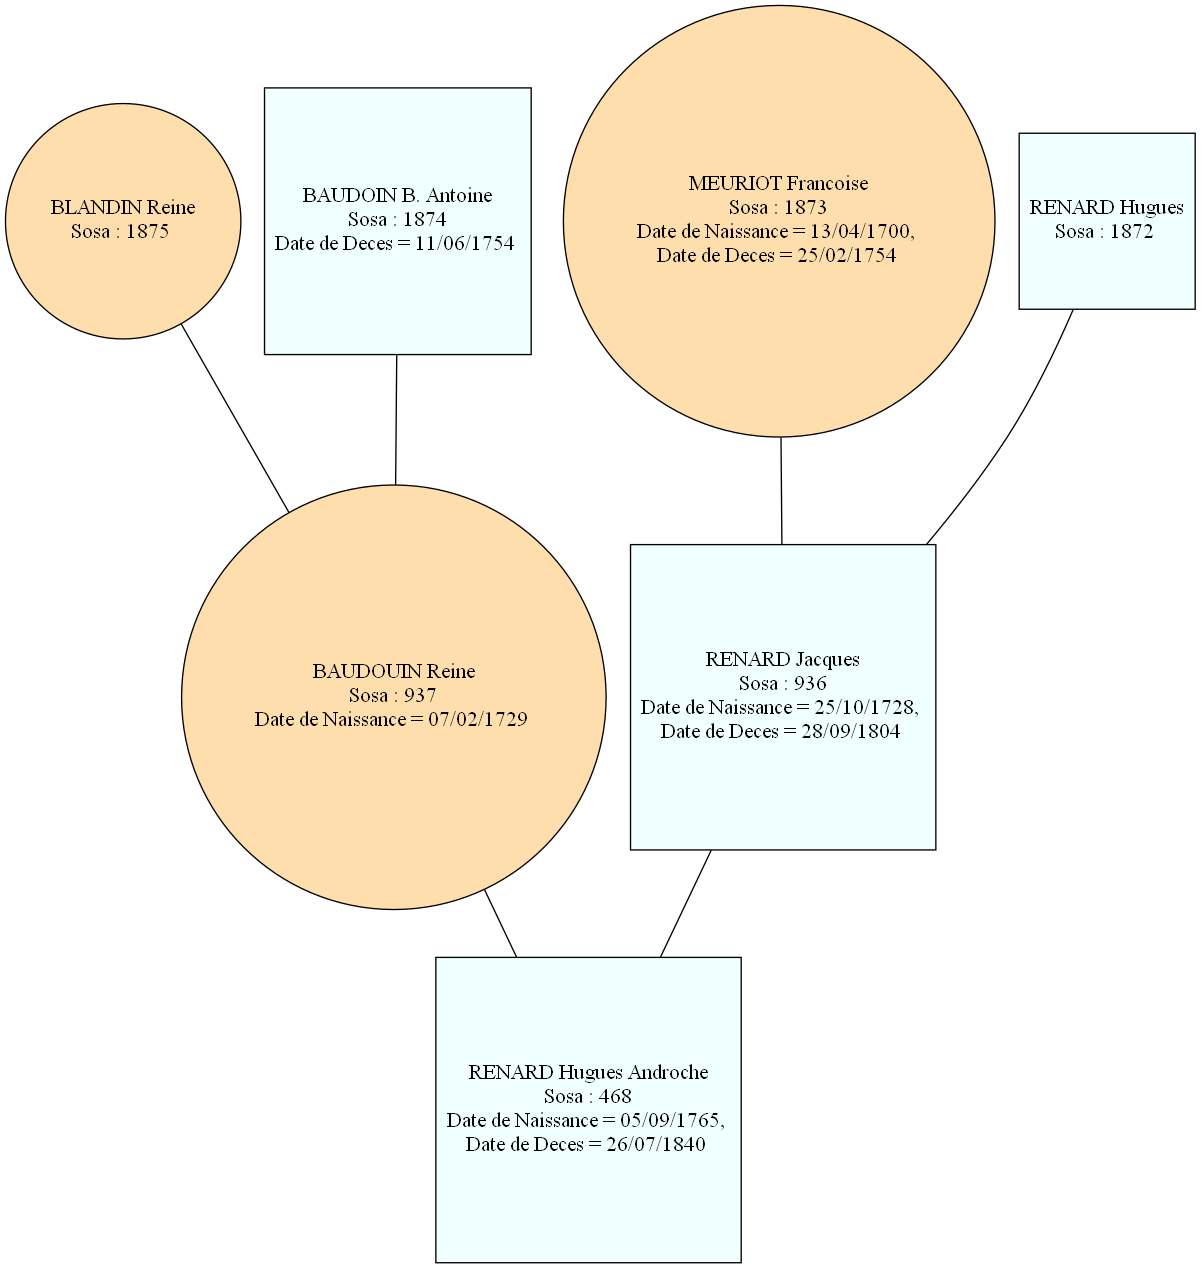 BLANDIN Reine
Sosa : 1875
BAUDOIN B. Antoine
Sosa : 1874
Date de Deces = 11/06/1754
MEURIOT Francoise
Sosa : 1873
Date de Naissance = 13/04/1700,
Date de Deces = 25/02/1754
RENARD Hugues
Sosa : 1872
BAUDOUIN Reine
Sosa : 937
Date de Naissance = 07/02/1729
RENARD Jacques
Sosa : 936
Date de Naissance = 25/10/1728,
Date de Deces = 28/09/1804
RENARD Hugues Androche
Sosa : 468
Date de Naissance = 05/09/1765,
Date de Deces = 26/07/1840